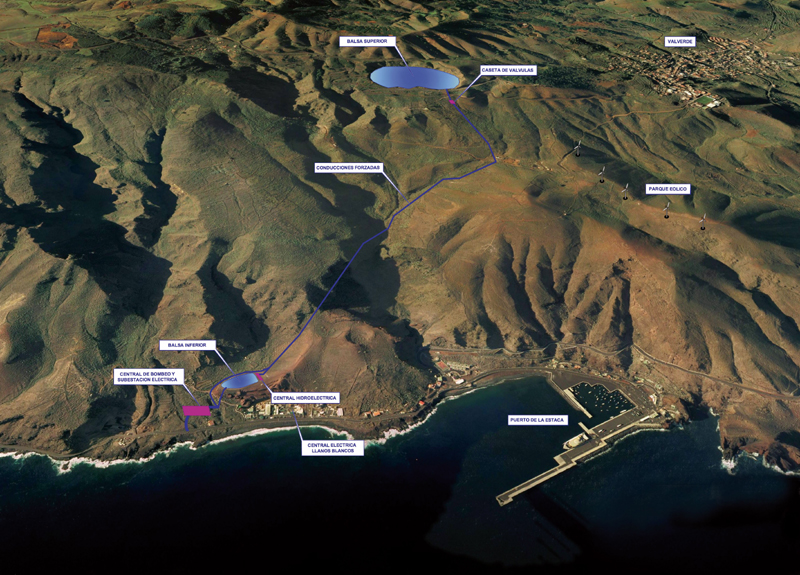 BALSA SUPERIOR
VALVERDE
CASETA DE VALVULAS
CONDUCCIONES FORZADAS
PARQUE EOLICO
BALSA INFERIOR
CENTRAL DE BOMBEO Y
SUBESTACION ELECTRICA
CENTRAL HIDROELECTRICA
PUERTO DE LA ESTACA
CENTRAL ELECTRICA
LLANOS BLANCOS